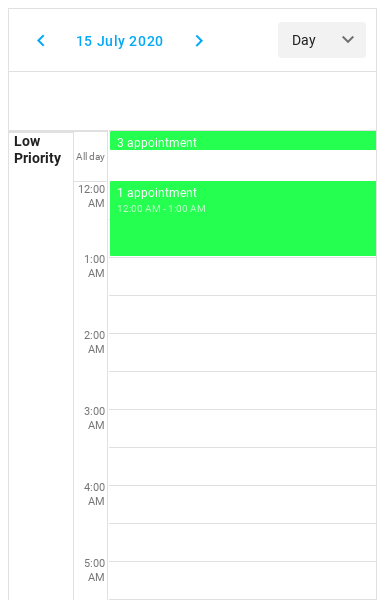 15 July 2020
Day
Low
Priority
All day
3 appointment
12:00
AM
1 appointment
12:00 AM - 1:00 AM
1:00
AM
2:00
AM
3:00
AM
4:00
AM
5:00
AM